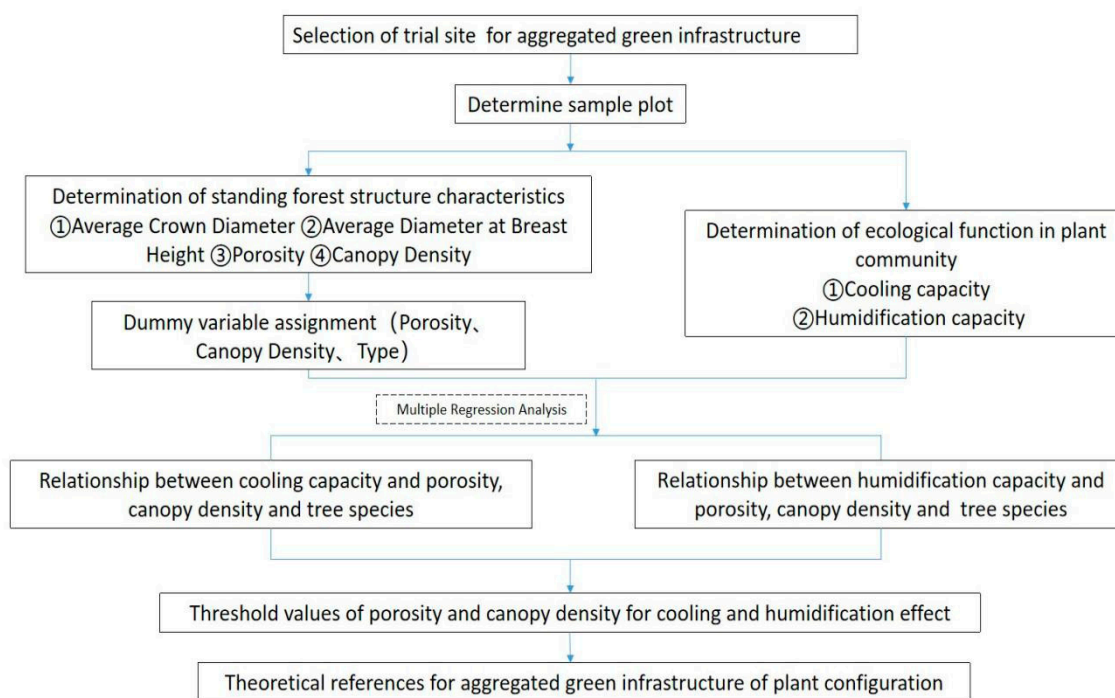 Selection of trial site for aggregated green infrastructure
Determine sample plot
Determination of standing forest structure characteristics
①Average Crown Diameter ②Average Diameter at Breast
Height ③Porosity ④Canopy Density
Dummy variable assignment（Porosity、
Canopy Density、Type）
Determination of ecological function in plant
community
①Cooling capacity
②Humidification capacity
Multiple Regression Analysis
Relationship between cooling capacity and porosity,
canopy density and tree species
Relationship between humidification capacity and
porosity, canopy density and tree species
Threshold values of porosity and canopy density for cooling and humidification effect
Theoretical references for aggregated green infrastructure of plant configuration